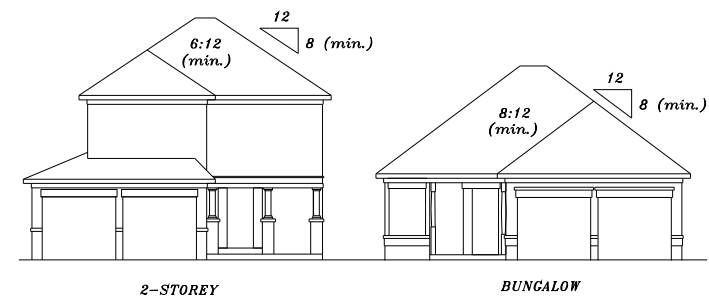 12
8 (min.)
6:12
(min.)
12
8 (min.)
8:12
(min.)
2-STOREY
BUNGALOW